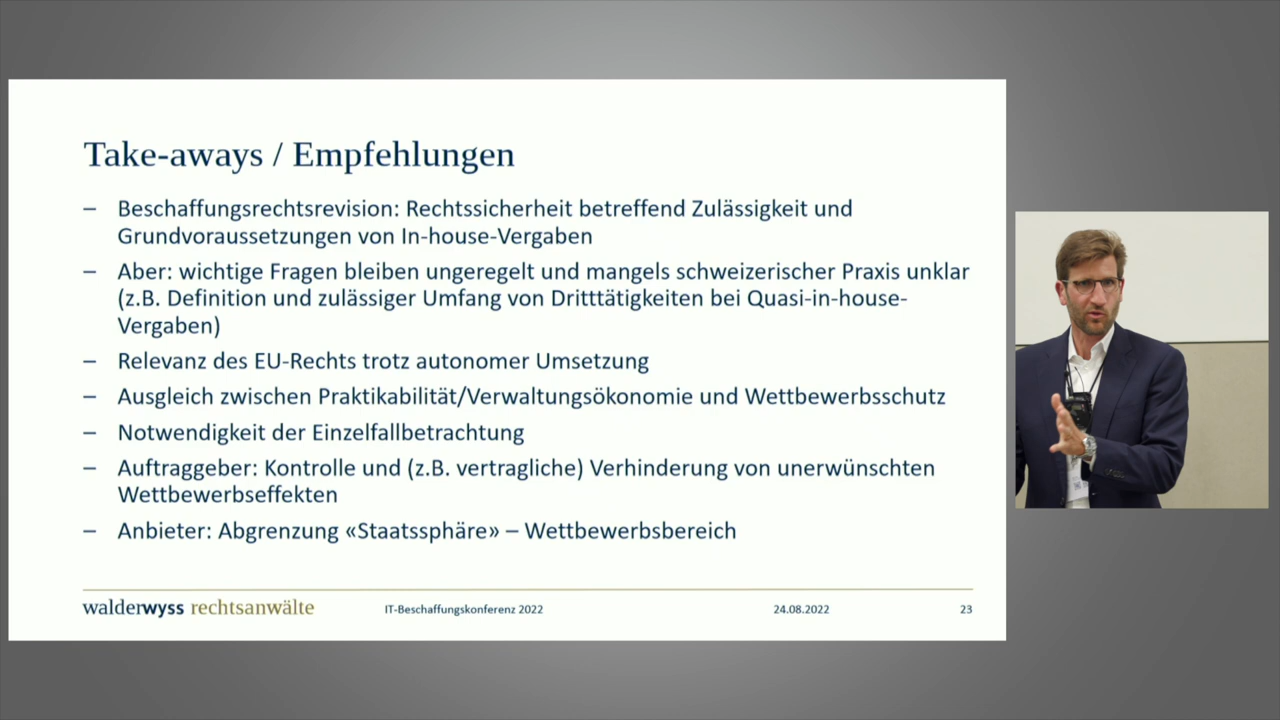 Take-aways / Empfehlungen
– Beschaffungsrechtsrevision: Rechtssicherheit betreffend Zulässigkeit und
Grundvoraussetzungen von In-house-Vergaben
– Aber: wichtige Fragen bleiben ungeregelt und mangels schweizerischer Praxis unklar
(z.B. Definition und zulässiger Umfang von Dritttätigkeiten bei Quasi-in-house-
Vergaben)
– Relevanz des EU-Rechts trotz autonomer Umsetzung
– Ausgleich zwischen Praktikabilität/Verwaltungsökonomie und Wettbewerbsschutz
– Notwendigkeit der Einzelfallbetrachtung
– Auftraggeber: Kontrolle und (z.B. vertragliche) Verhinderung von unerwünschten
Wettbewerbseffekten
– Anbieter: Abgrenzung «Staatssphäre» – Wettbewerbsbereich
walderwyss rechtsanwälte IT-Beschaffungskonferenz 2022 24.08.2022 23